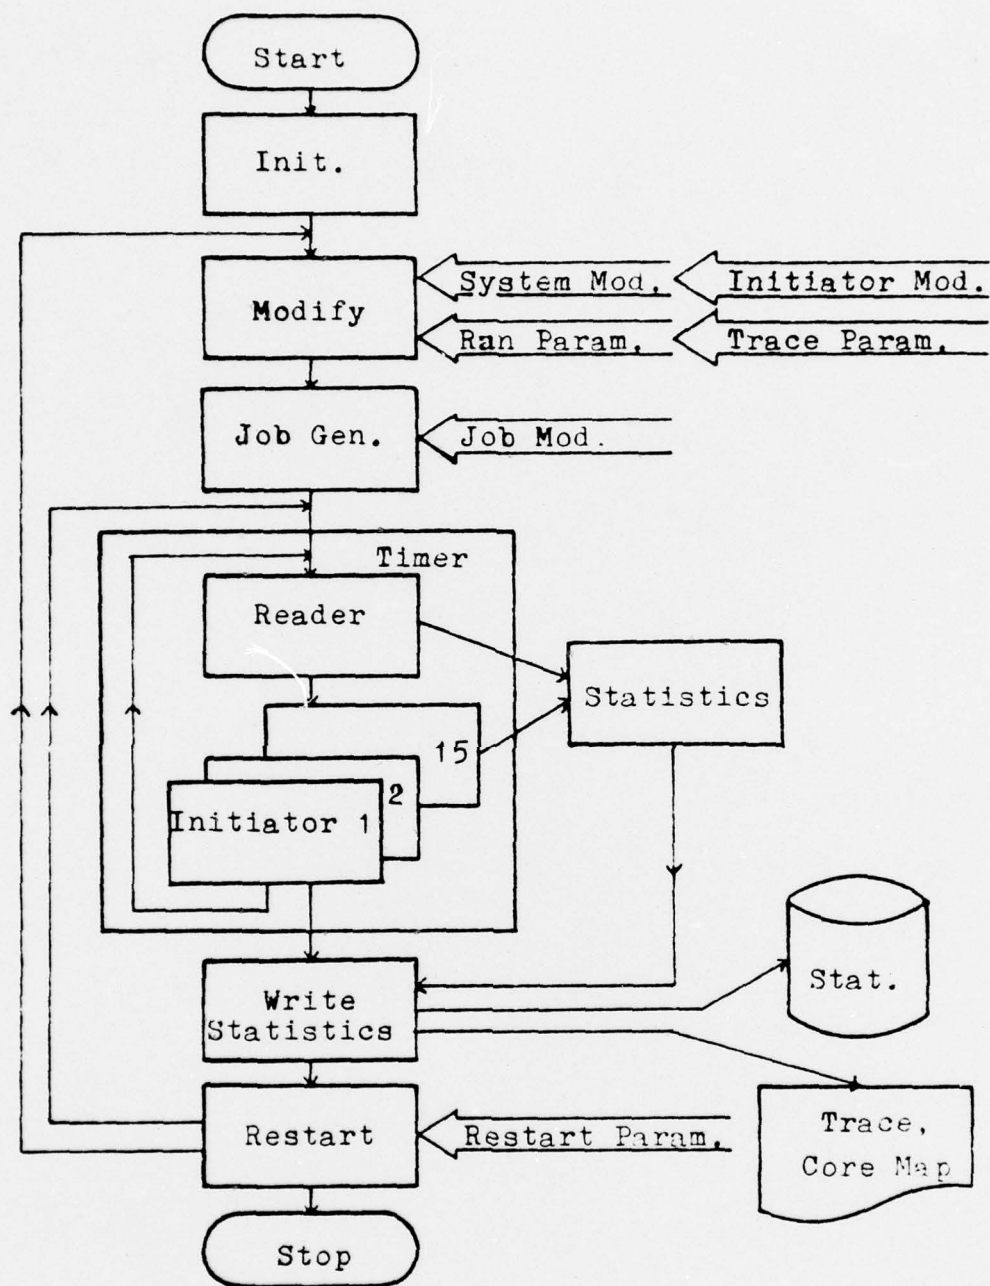 Start
Init.
Modify
System Mod.
Initiator Mod.
Ran Param.
Trace Param.
Job Gen.
Job Mod.
Timer
Reader
Statistics
15
2
Initiator 1
Write
Statistics
Stat.
Restart
Restart Param.
Trace,
Core Map
Stop